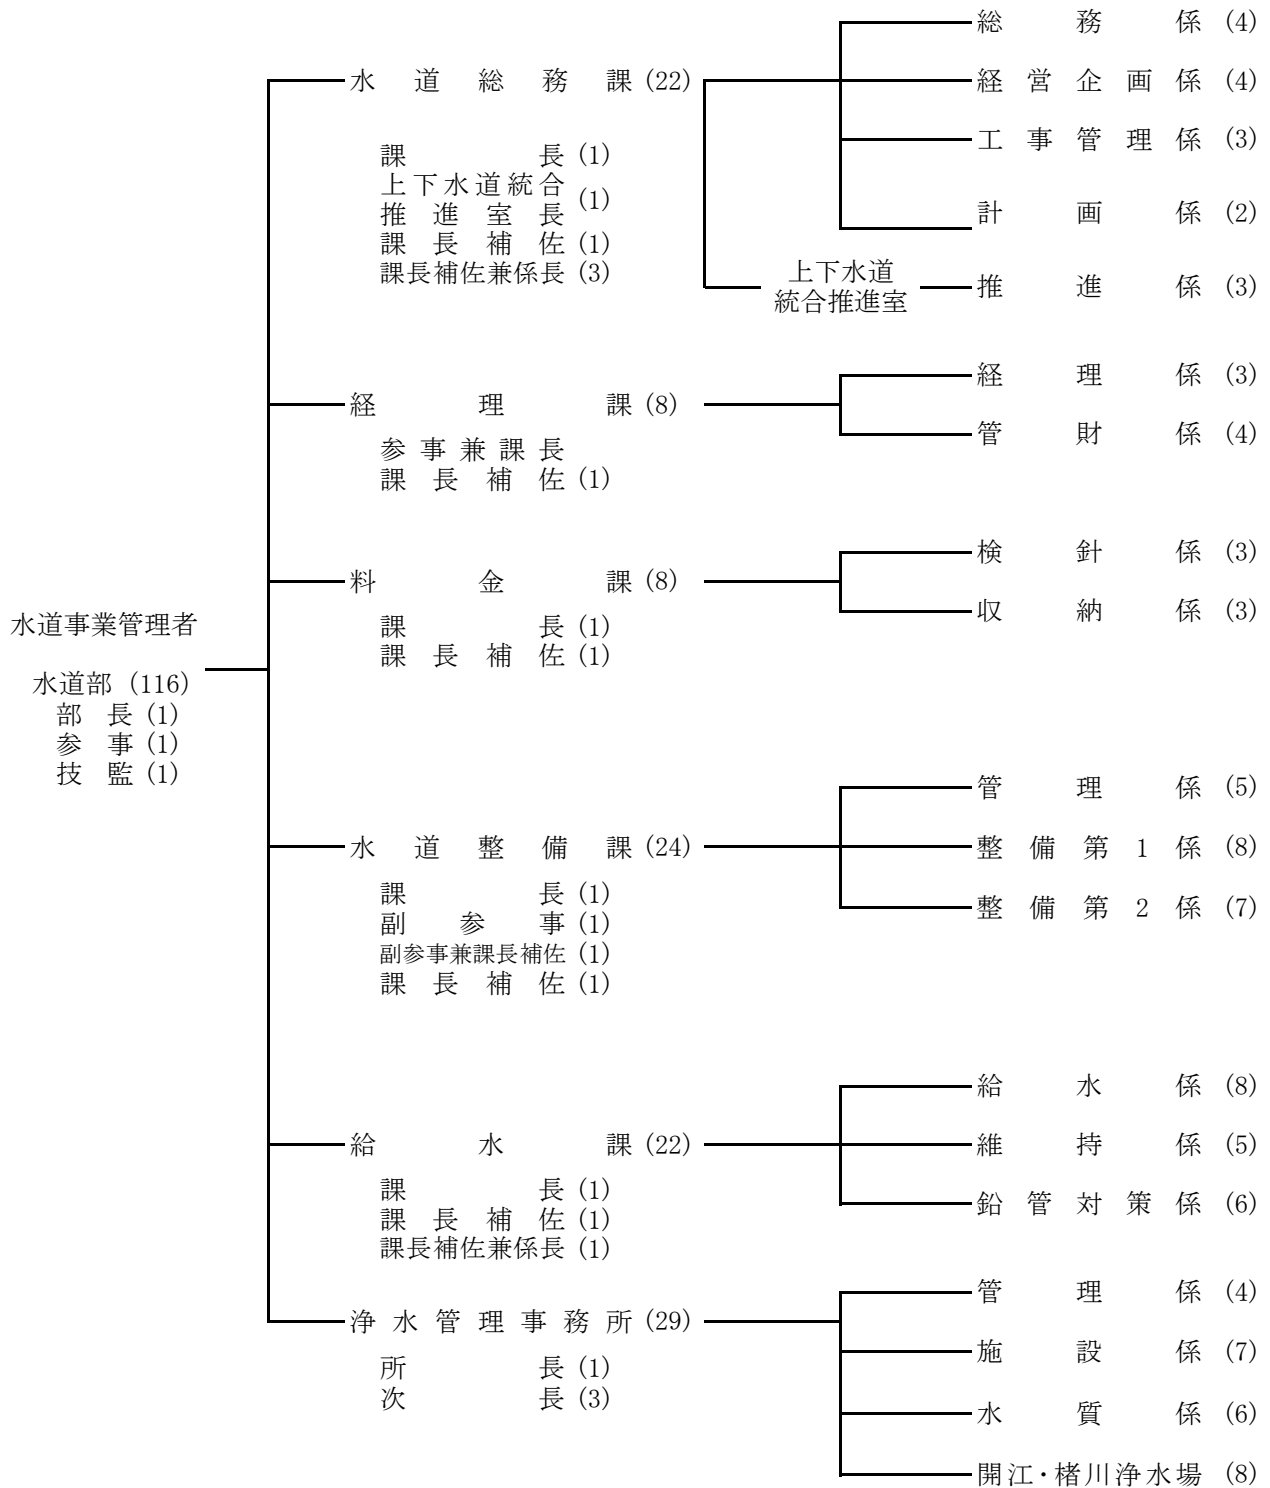 水道事業管理者
水道部 (116)
部長 (1)
参事 (1)
技監 (1)
水道総務課 (22)
課長 (1)
上下水道統合
推進室長 (1)
課長補佐 (1)
課長補佐兼係長 (3)
総務係 (4)
経営企画係 (4)
工事管理係 (3)
計画係 (2)
上下水道
統合推進室
推進係 (3)
経理課 (8)
参事兼課長
課長補佐 (1)
経理係 (3)
管財係 (4)
料金課 (8)
課長 (1)
課長補佐 (1)
検針係 (3)
収納係 (3)
水道整備課 (24)
課長 (1)
副参事 (1)
副参事兼課長補佐 (1)
課長補佐 (1)
管理係 (5)
整備第1係 (8)
整備第2係 (7)
給水課 (22)
課長 (1)
課長補佐 (1)
課長補佐兼係長 (1)
給水係 (8)
維持係 (5)
鉛管対策係 (6)
浄水管理事務所 (29)
所長 (1)
次長 (3)
管理係 (4)
施設係 (7)
水質係 (6)
開江・楮川浄水場 (8)